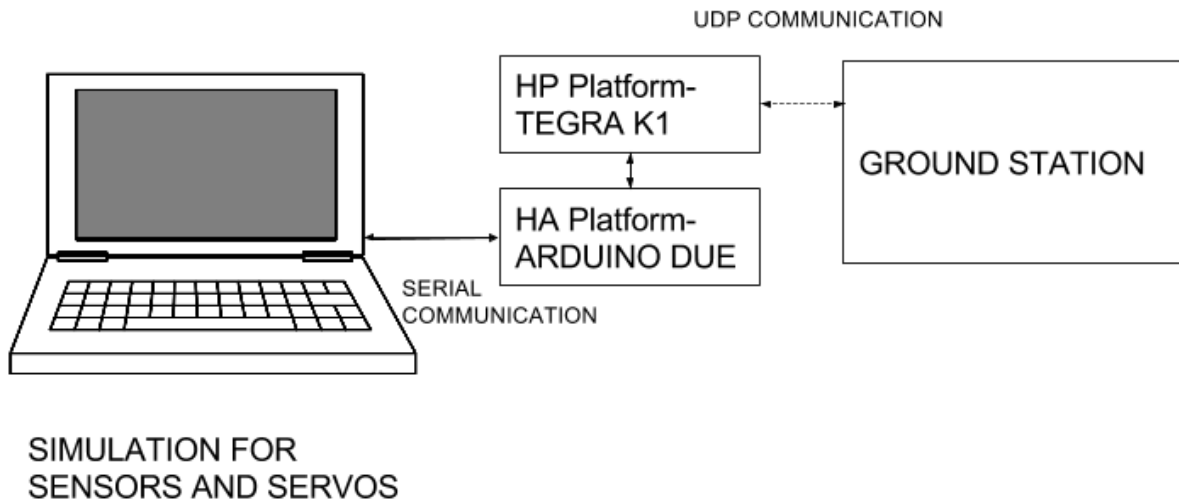 UDP COMMUNICATION
HP Platform-
TEGRA K1
GROUND STATION
HA Platform-
ARDUINO DUE
SERIAL
COMMUNICATION
SIMULATION FOR
SENSORS AND SERVOS